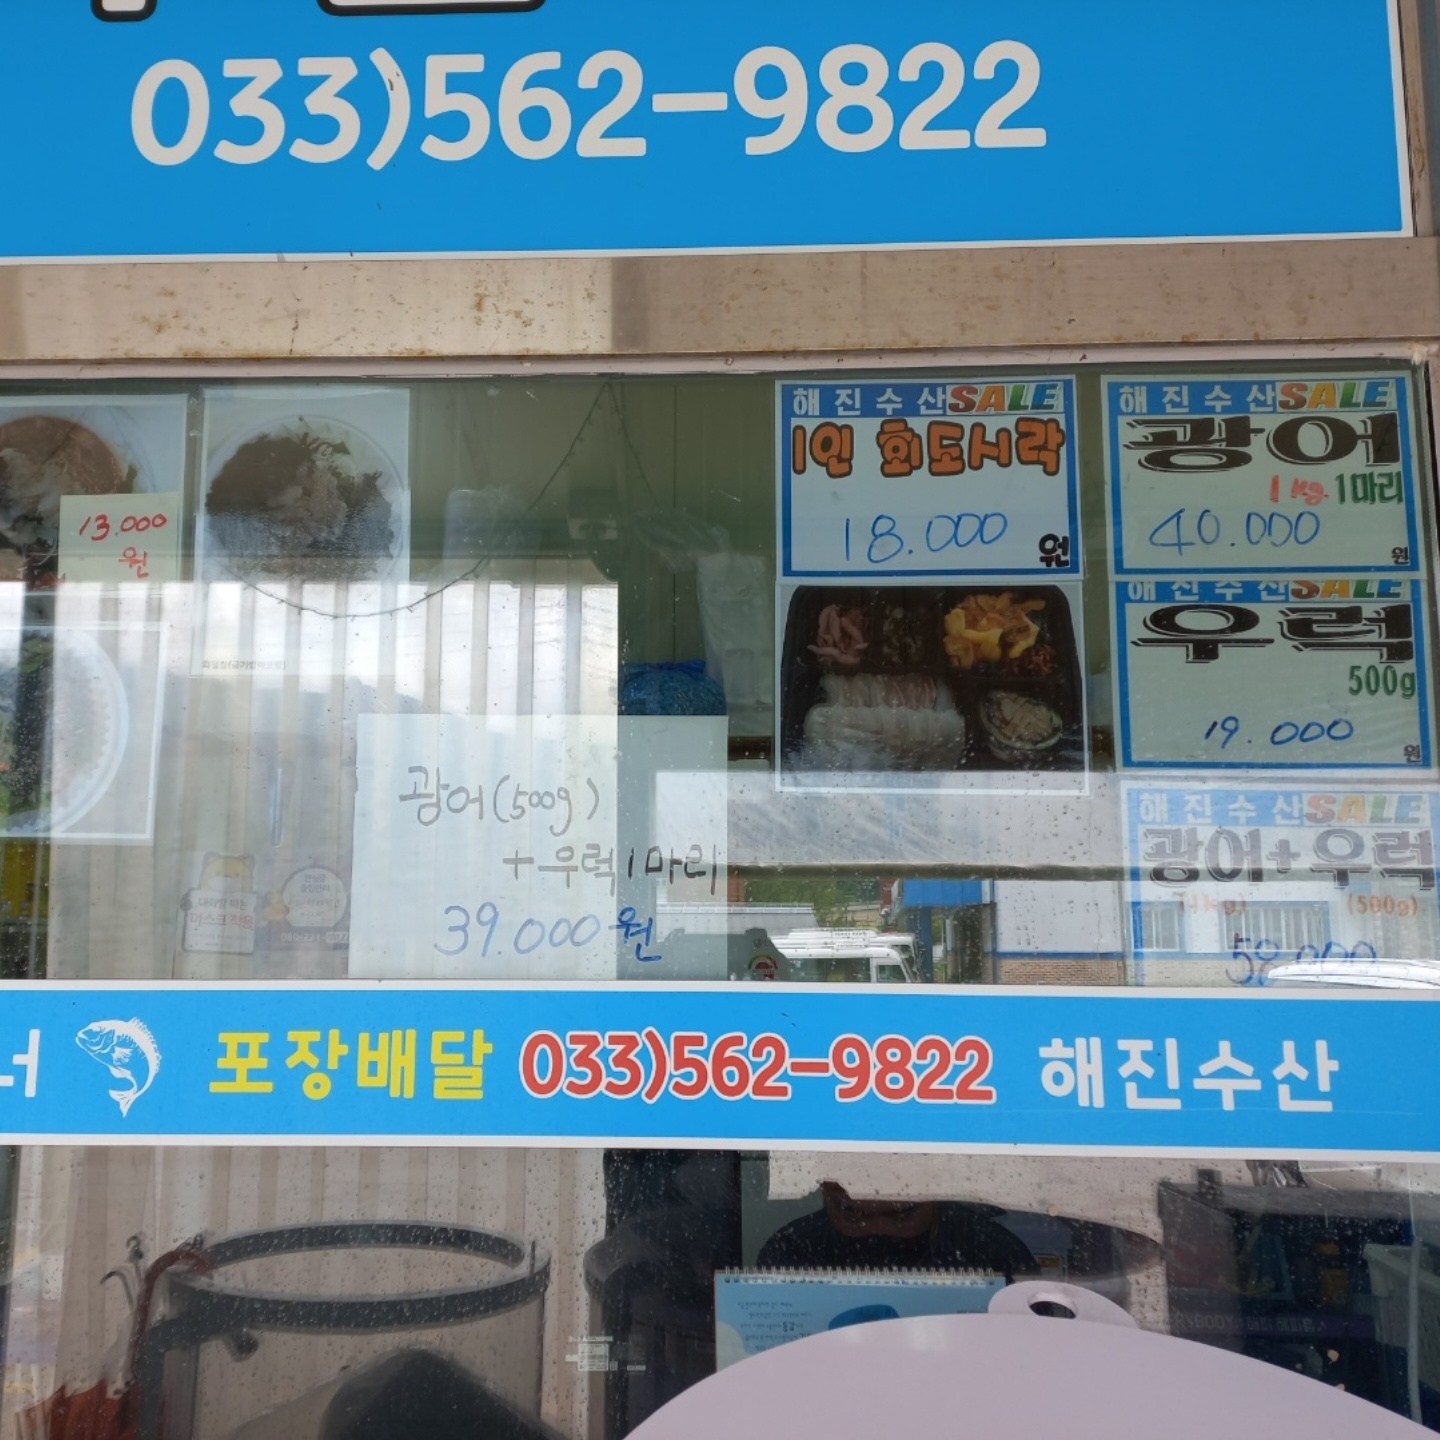 033)562-9822
13.000
원
해진수산SALE
1인 회도시락
18.000 원
해진수산SALE
광어
1kg 1마리
40.000 원
해진수산SALE
우럭
500g
19.000 원
광어(500g)
+우럭1마리
39.000원
해진수산SALE
광어+우럭
(1kg) (500g)
너 포장배달 033)562-9822 해진수산